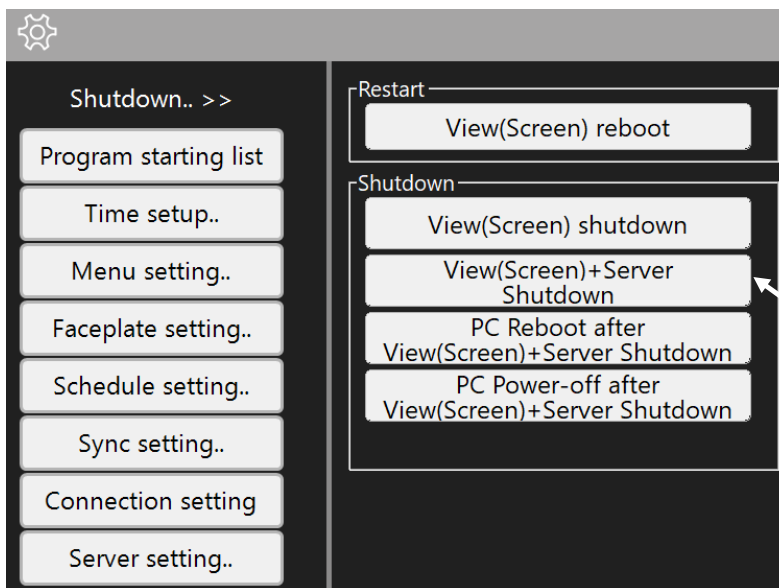 Shutdown.. >>
Program starting list
Time setup..
Menu setting..
Faceplate setting..
Schedule setting..
Sync setting..
Connection setting
Server setting..
Restart
View(Screen) reboot
Shutdown
View(Screen) shutdown
View(Screen)+Server
Shutdown
PC Reboot after
View(Screen)+Server Shutdown
PC Power-off after
View(Screen)+Server Shutdown